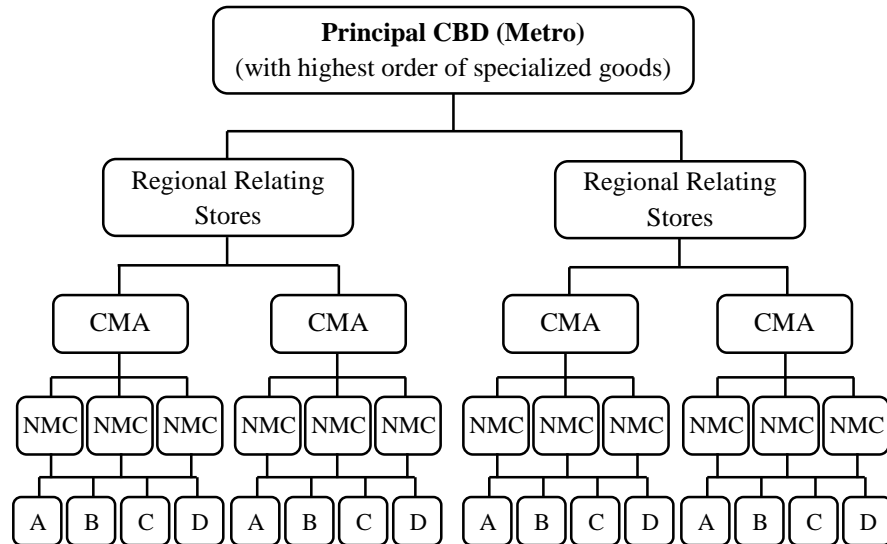 Principal CBD (Metro)
(with highest order of specialized goods)
Regional Relating
Stores
Regional Relating
Stores
CMA
CMA
CMA
CMA
NMC
NMC
NMC
NMC
NMC
NMC
NMC
NMC
NMC
NMC
NMC
NMC
A
B
C
D
A
B
C
D
A
B
C
D
A
B
C
D